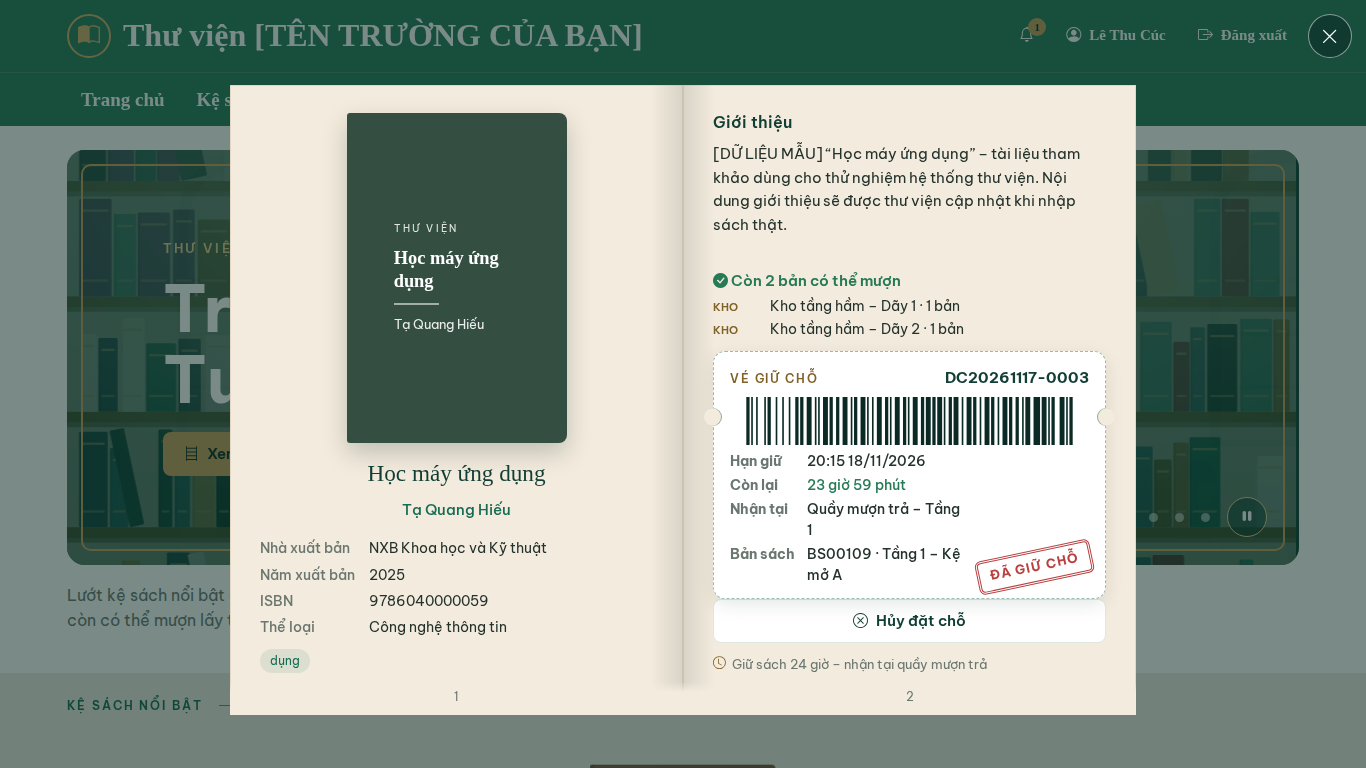 Thư viện [TÊN TRƯỜNG CỦA BẠN]
1
Lê Thu Cúc
Đăng xuất
Trang chủ
THƯ VIỆN
Học máy ứng
dụng
Tạ Quang Hiếu
Học máy ứng dụng
Tạ Quang Hiếu
Nhà xuất bản NXB Khoa học và Kỹ thuật
Năm xuất bản 2025
ISBN 9786040000059
Thể loại Công nghệ thông tin
dụng
1
Giới thiệu
[DỮ LIỆU MẪU] “Học máy ứng dụng” – tài liệu tham
khảo dùng cho thử nghiệm hệ thống thư viện. Nội
dung giới thiệu sẽ được thư viện cập nhật khi nhập
sách thật.
Còn 2 bản có thể mượn
KHO Kho tầng hầm – Dãy 1 · 1 bản
KHO Kho tầng hầm – Dãy 2 · 1 bản
VÉ GIỮ CHỖ DC20261117-0003
Hạn giữ 20:15 18/11/2026
Còn lại 23 giờ 59 phút
Nhận tại Quầy mượn trả – Tầng
1
Bản sách BS00109 · Tầng 1 – Kệ
mở A
ĐÃ GIỮ CHỖ
Hủy đặt chỗ
Giữ sách 24 giờ – nhận tại quầy mượn trả
2
Lướt kệ sách nổi bật
còn có thể mượn lấy
KỆ SÁCH NỔI BẬT